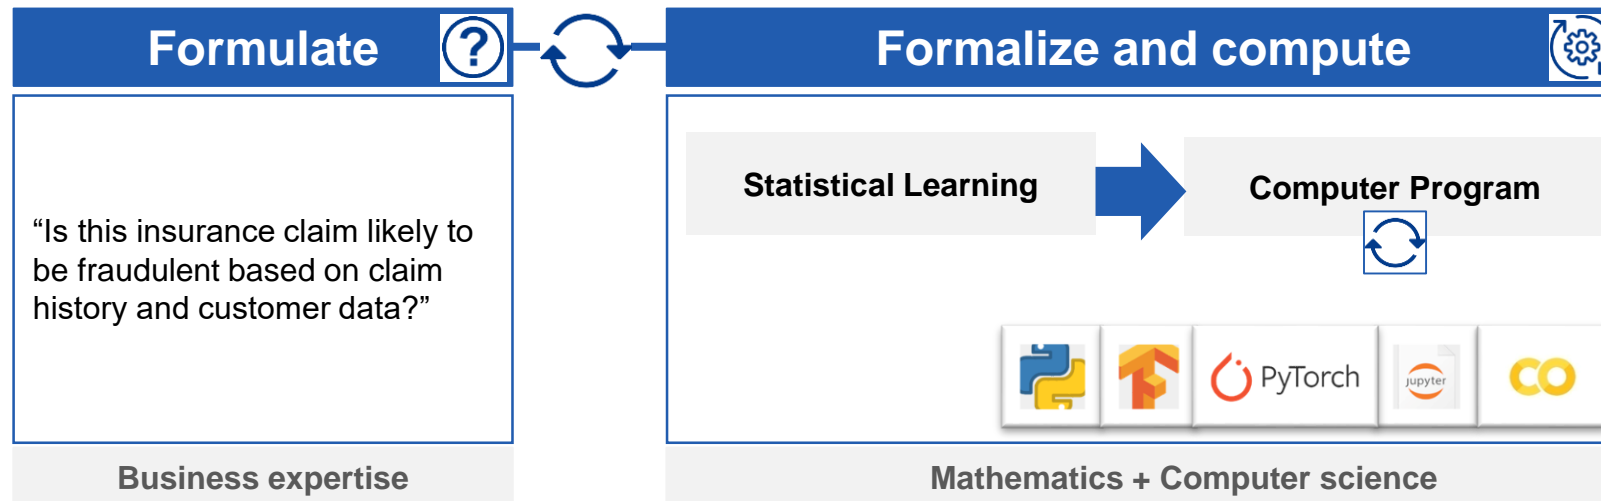 Formulate
?
Formalize and compute
“Is this insurance claim likely to
be fraudulent based on claim
history and customer data?”
Statistical Learning
Computer Program
PyTorch
jupyter
CO
Business expertise
Mathematics + Computer science